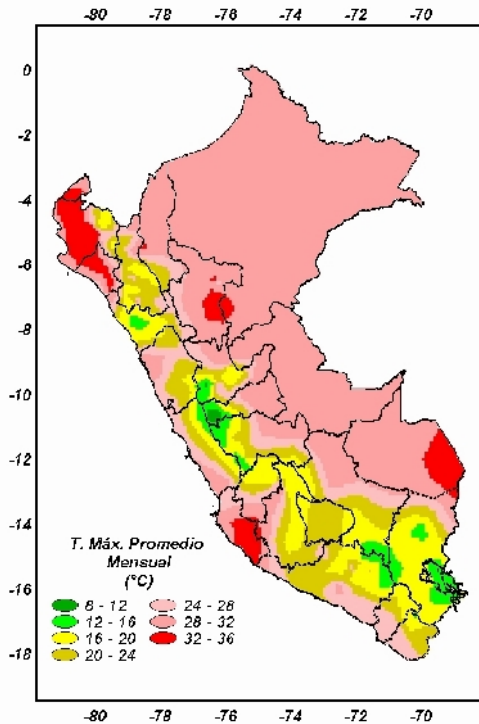 -80 -78 -76 -74 -72 -70
0
-2
-4
-6
-8
-10
-12
-14
-16
-18
T. Máx. Promedio
Mensual
(°C)
8 - 12 24 - 28
12 - 16 28 - 32
16 - 20 32 - 36
20 - 24
-80 -78 -76 -74 -72 -70